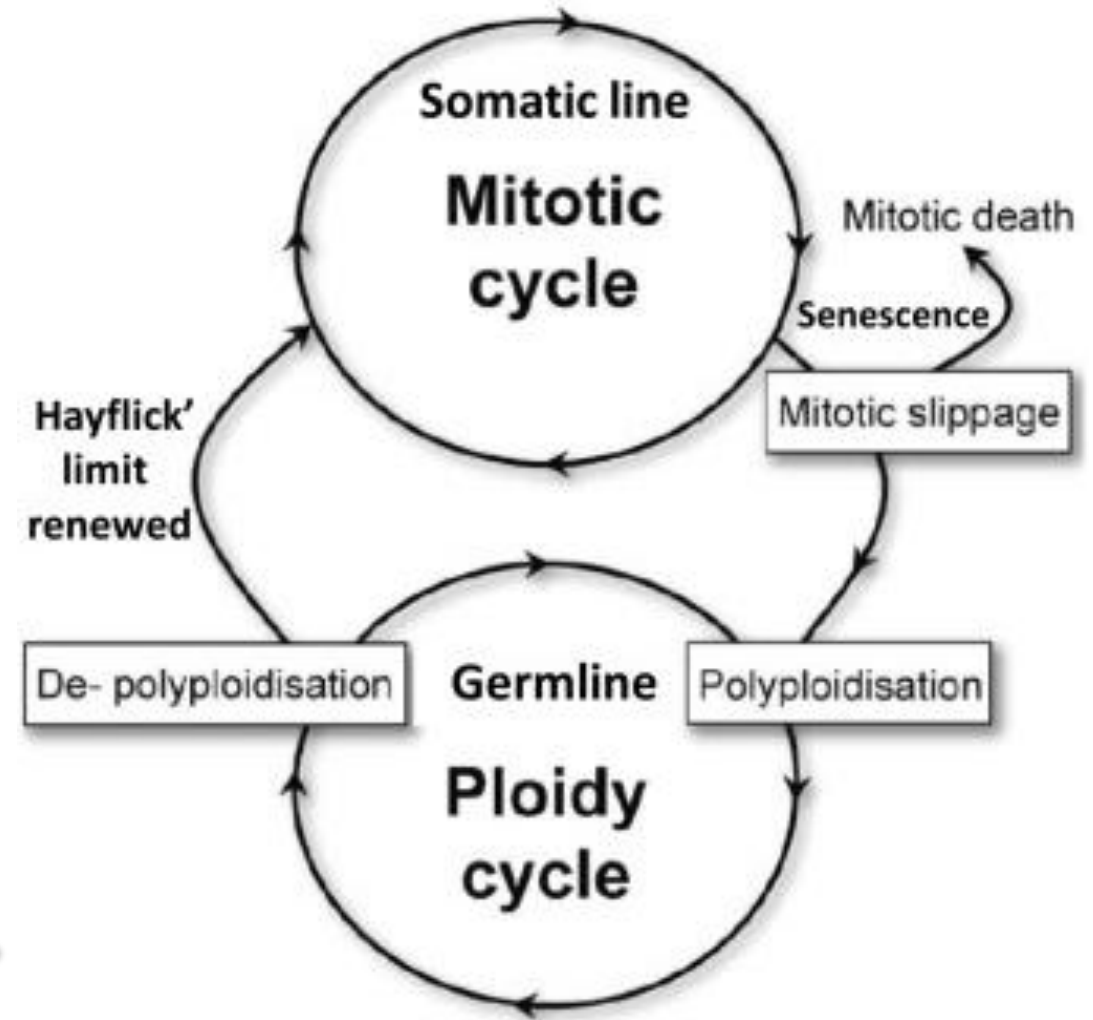 Somatic line
Mitotic
cycle
Mitotic death
Senescence
Mitotic slippage
Hayflick’
limit
renewed
De- polyploidisation
Germline
Polyploidisation
Ploidy
cycle